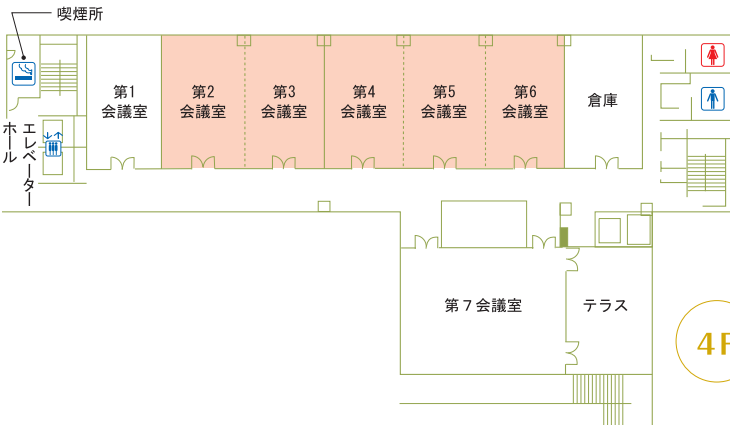 喫煙所
第1
会議室
第2
会議室
第3
会議室
第4
会議室
第5
会議室
第6
会議室
倉庫
エレベーター
ホール
第７会議室
テラス
4F